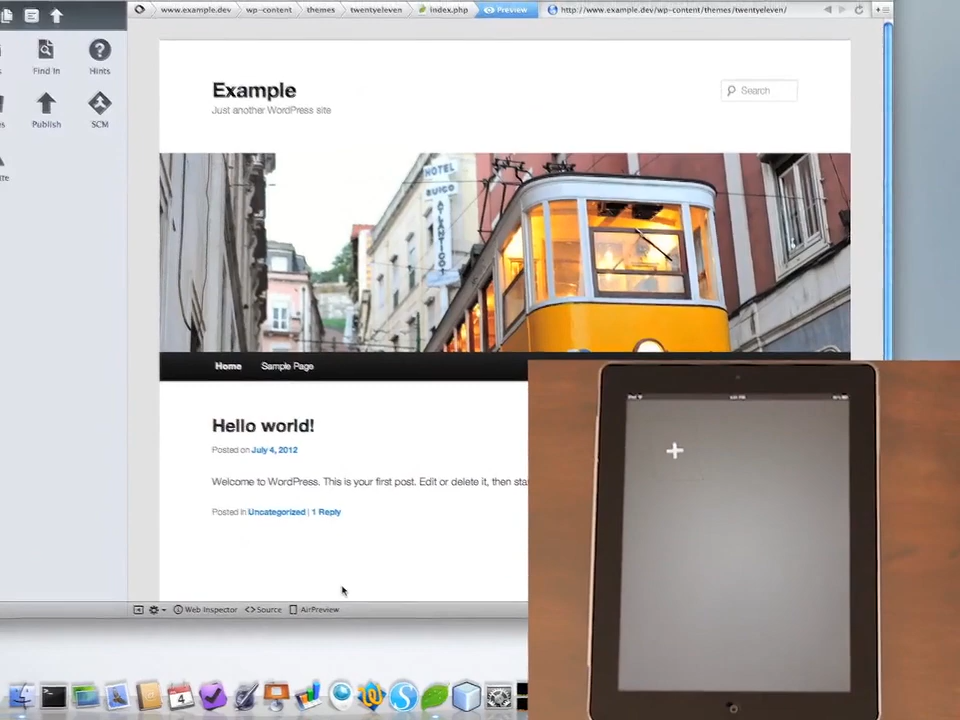 www.example.dev wp-content themes twentyeleven index.php Preview http://www.example.dev/wp-content/themes/twentyeleven/
Find In Hints
Publish SCM
Example
Just another WordPress site
Search
HOTEL
SUICO
ATLANTICO
Home Sample Page
Hello world!
Posted on July 4, 2012
Welcome to WordPress. This is your first post. Edit or delete it, then sta
Posted in Uncategorized | 1 Reply
Web Inspector Source AirPreview
4